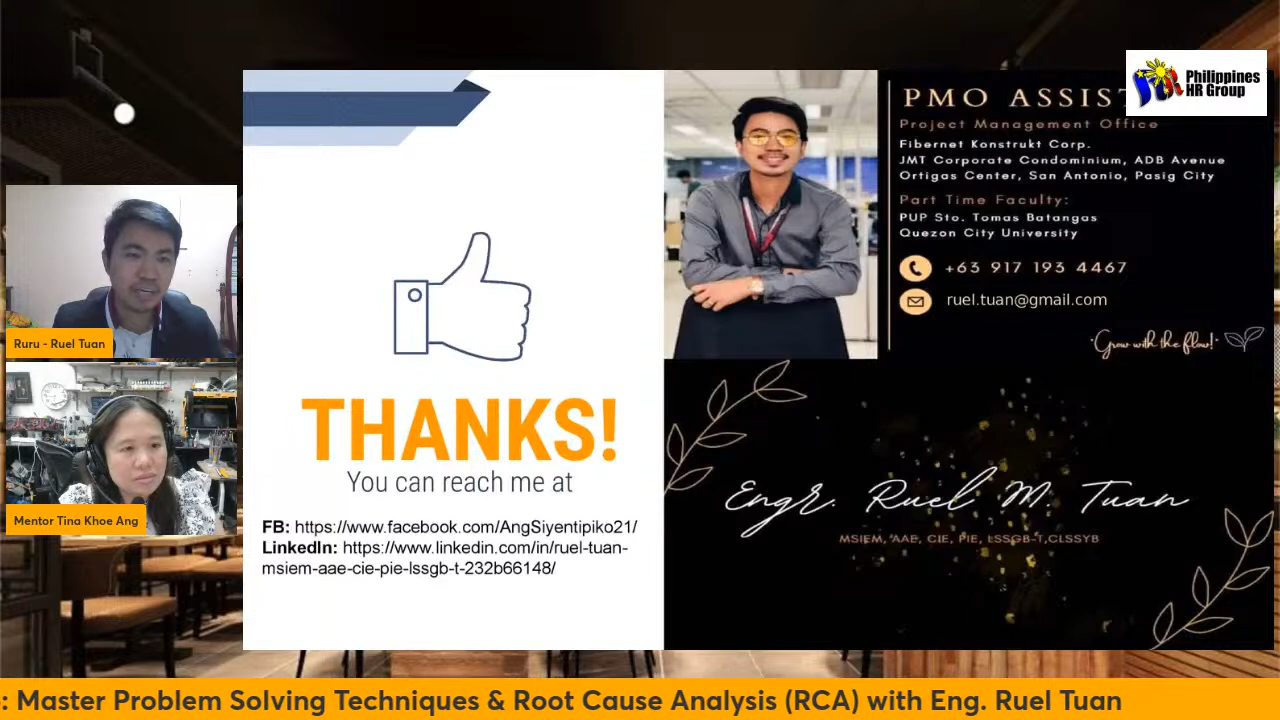 Philippines
HR Group
PMO ASSIST
Project Management Office
Fibernet Konstrukt Corp.
JMT Corporate Condominium, ADB Avenue
Ortigas Center, San Antonio, Pasig City
Part Time Faculty:
PUP Sto. Tomas Batangas
Quezon City University
+63 917 193 4467
ruel.tuan@gmail.com
"Grow with the flow!"
Ruru - Ruel Tuan
Mentor Tina Khoe Ang
THANKS!
You can reach me at
FB: https://www.facebook.com/AngSiyentipiko21/
LinkedIn: https://www.linkedin.com/in/ruel-tuan-
msiem-aae-cie-pie-lssgb-t-232b66148/
Engr. Ruel M. Tuan
MSIEM, AAE, CIE, PIE, LSSGB-T,CLSSYB
: Master Problem Solving Techniques & Root Cause Analysis (RCA) with Eng. Ruel Tuan